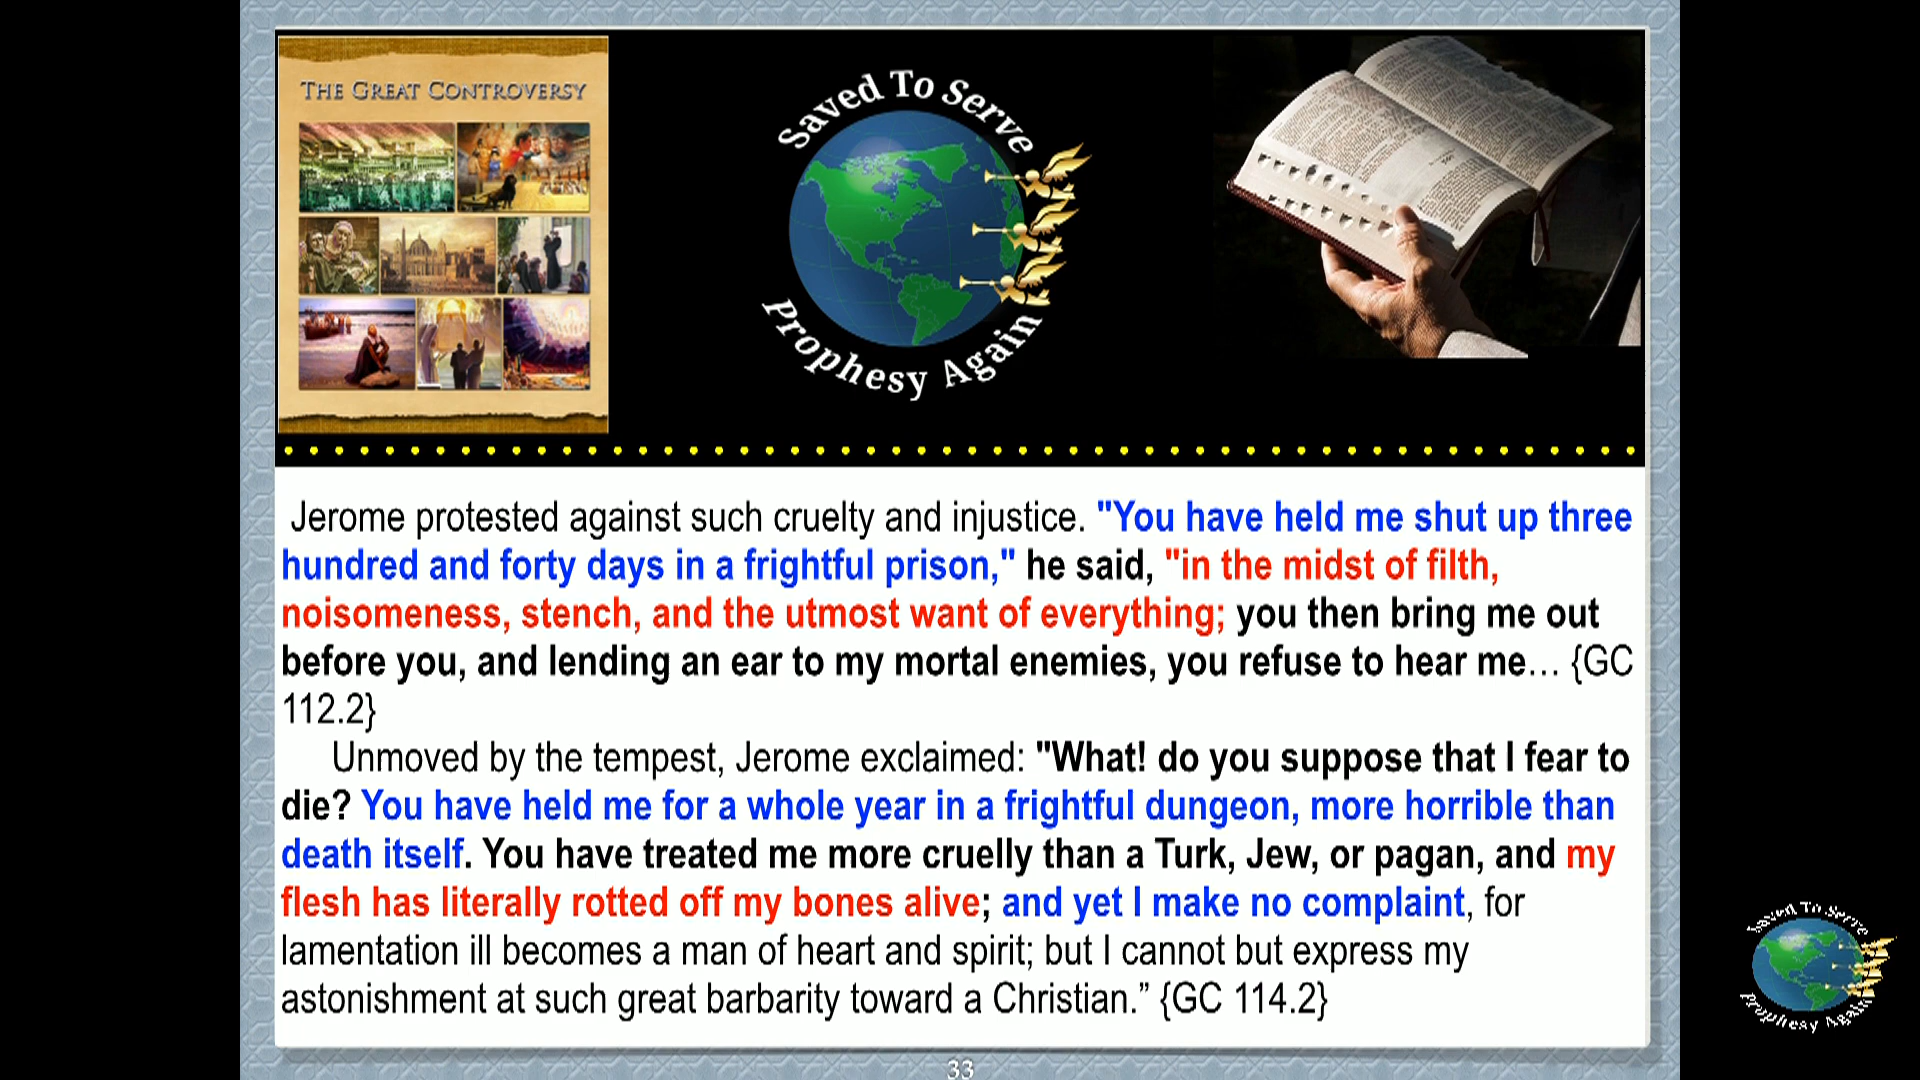 THE GREAT CONTROVERSY
Saved To Serve
Prophesy Again
Jerome protested against such cruelty and injustice. "You have held me shut up three
hundred and forty days in a frightful prison," he said, "in the midst of filth,
noisomeness, stench, and the utmost want of everything; you then bring me out
before you, and lending an ear to my mortal enemies, you refuse to hear me… {GC
112.2}
Unmoved by the tempest, Jerome exclaimed: "What! do you suppose that I fear to
die? You have held me for a whole year in a frightful dungeon, more horrible than
death itself. You have treated me more cruelly than a Turk, Jew, or pagan, and my
flesh has literally rotted off my bones alive; and yet I make no complaint, for
lamentation ill becomes a man of heart and spirit; but I cannot but express my
astonishment at such great barbarity toward a Christian.” {GC 114.2}
Saved To Serve
Prophesy Again
33